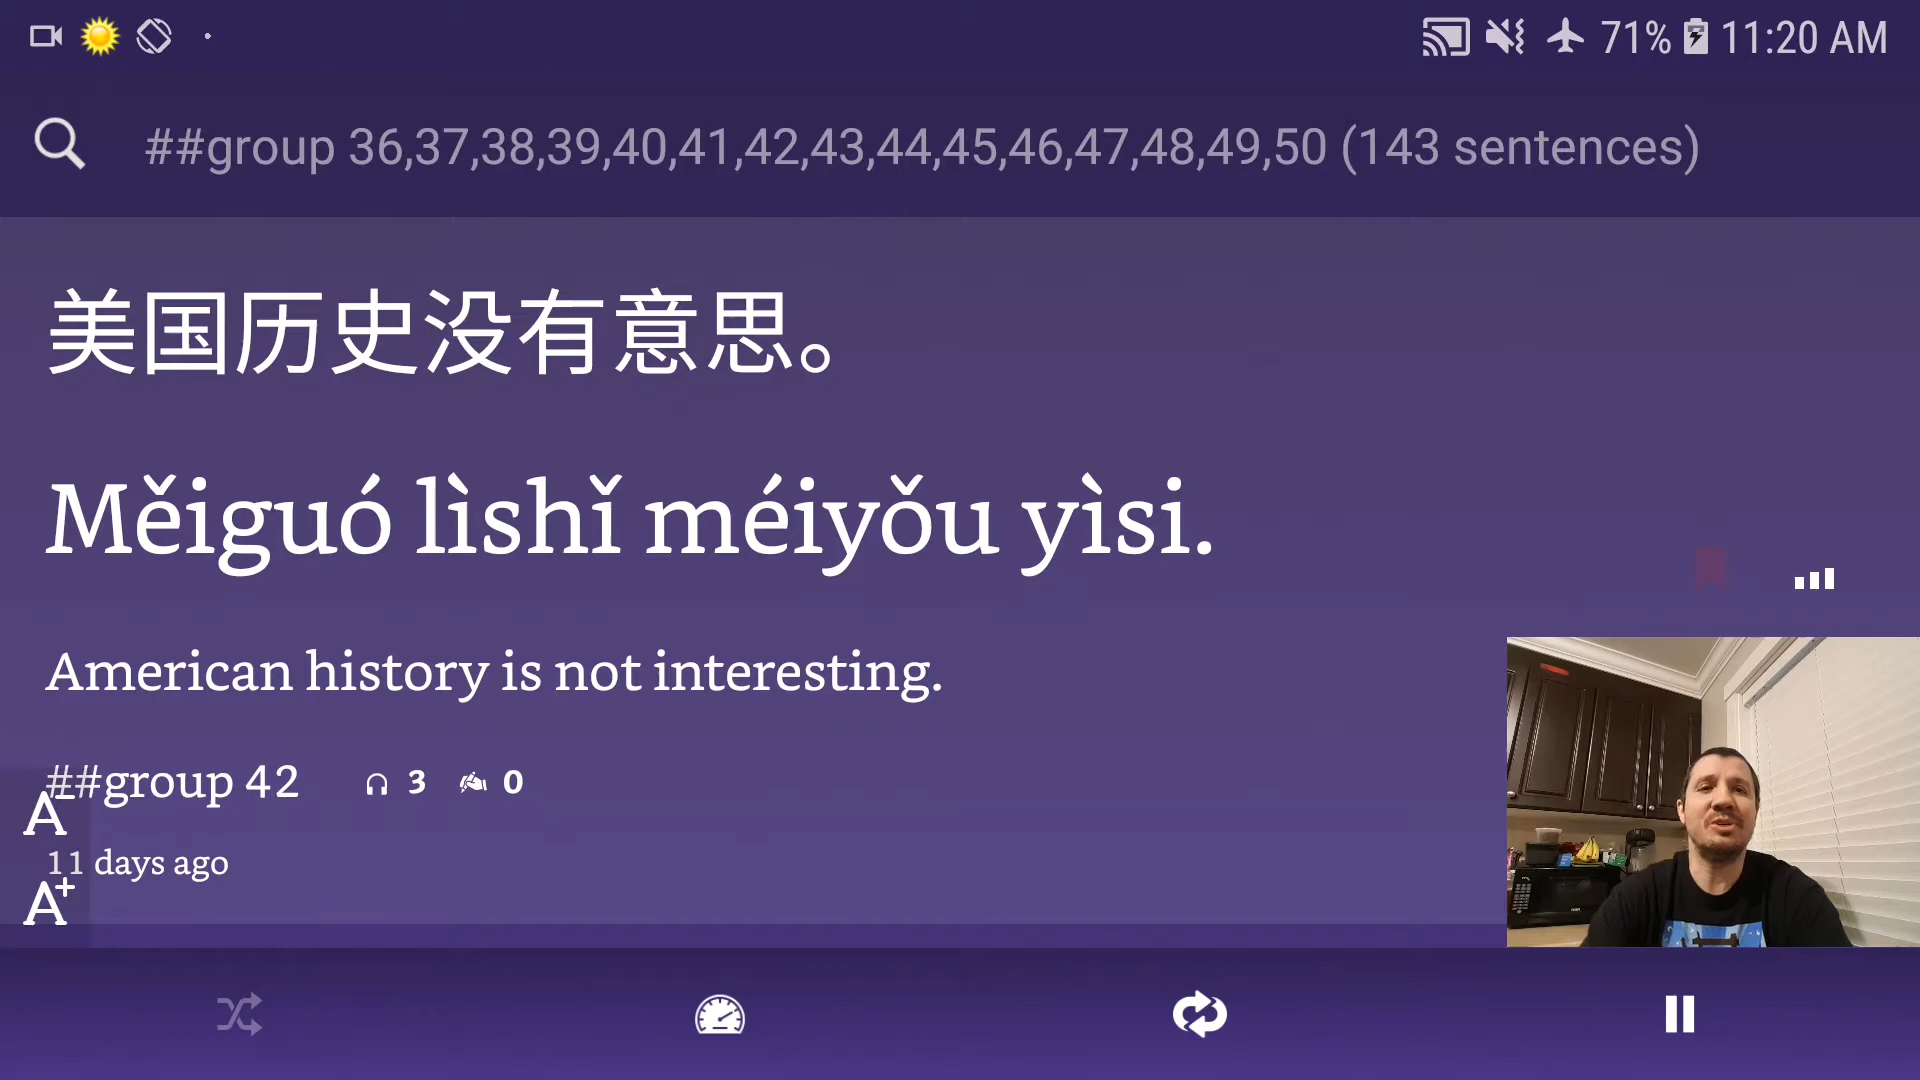 71% 11:20 AM
##group 36,37,38,39,40,41,42,43,44,45,46,47,48,49,50 (143 sentences)
美国历史没有意思。
Měiguó lìshǐ méiyǒu yìsi.
American history is not interesting.
##group 42 3 0
A-
11 days ago
A+